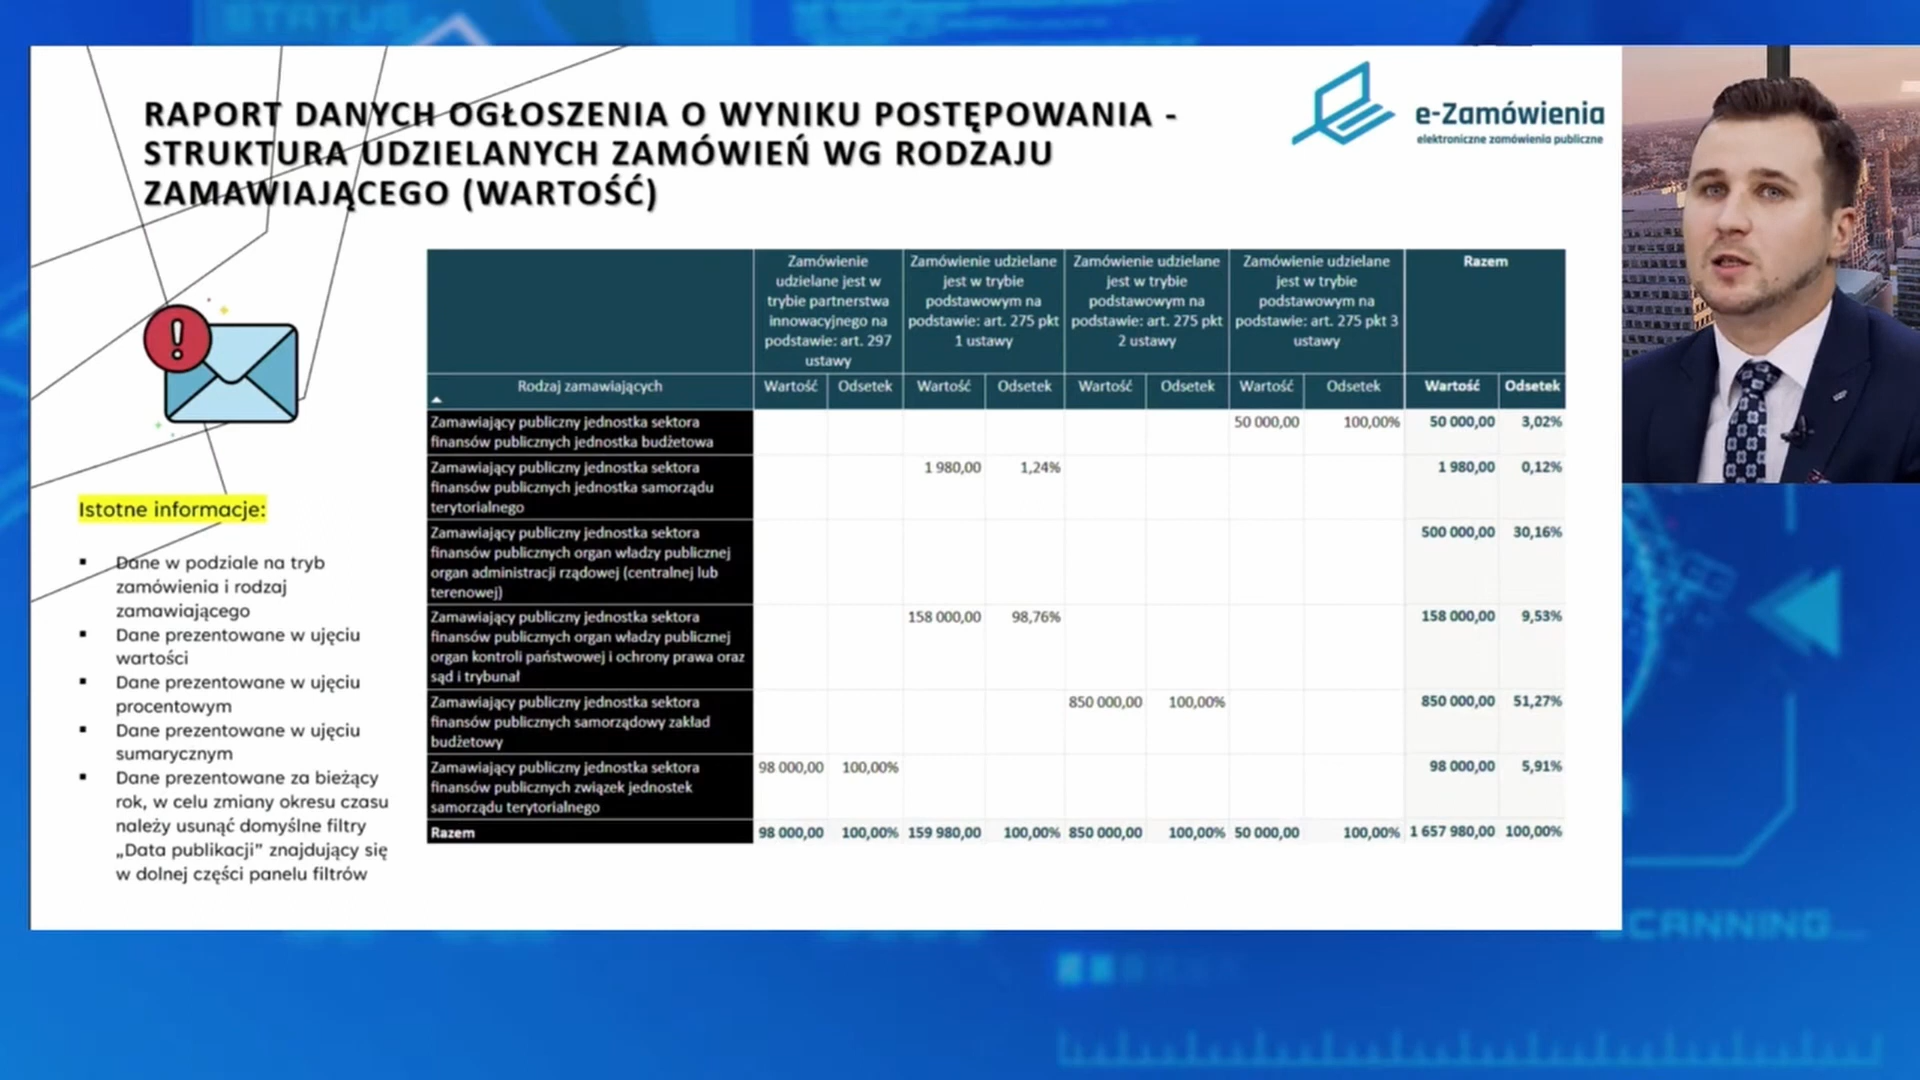 STATUS
RAPORT DANYCH OGŁOSZENIA O WYNIKU POSTĘPOWANIA -
STRUKTURA UDZIELANYCH ZAMÓWIEŃ WG RODZAJU
ZAMAWIAJĄCEGO (WARTOŚĆ)
e-Zamówienia
elektroniczne zamówienia publiczne
Istotne informacje:
▪ Dane w podziale na tryb
zamówienia i rodzaj
zamawiającego
▪ Dane prezentowane w ujęciu
wartości
▪ Dane prezentowane w ujęciu
procentowym
▪ Dane prezentowane w ujęciu
sumarycznym
▪ Dane prezentowane za bieżący
rok, w celu zmiany okresu czasu
należy usunąć domyślne filtry
„Data publikacji” znajdujący się
w dolnej części panelu filtrów
Zamówienie
udzielane jest w
trybie partnerstwa
innowacyjnego na
podstawie: art. 297
ustawy
Zamówienie udzielane
jest w trybie
podstawowym na
podstawie: art. 275 pkt
1 ustawy
Zamówienie udzielane
jest w trybie
podstawowym na
podstawie: art. 275 pkt
2 ustawy
Zamówienie udzielane
jest w trybie
podstawowym na
podstawie: art. 275 pkt 3
ustawy
Razem
Rodzaj zamawiających Wartość Odsetek Wartość Odsetek Wartość Odsetek Wartość Odsetek Wartość Odsetek
Zamawiający publiczny jednostka sektora
finansów publicznych jednostka budżetowa
50 000,00 100,00% 50 000,00 3,02%
Zamawiający publiczny jednostka sektora
finansów publicznych jednostka samorządu
terytorialnego
1 980,00 1,24% 1 980,00 0,12%
Zamawiający publiczny jednostka sektora
finansów publicznych organ władzy publicznej
organ administracji rządowej (centralnej lub
terenowej)
500 000,00 30,16%
Zamawiający publiczny jednostka sektora
finansów publicznych organ władzy publicznej
organ kontroli państwowej i ochrony prawa oraz
sąd i trybunał
158 000,00 98,76% 158 000,00 9,53%
Zamawiający publiczny jednostka sektora
finansów publicznych samorządowy zakład
budżetowy
850 000,00 100,00% 850 000,00 51,27%
Zamawiający publiczny jednostka sektora
finansów publicznych związek jednostek
samorządu terytorialnego
98 000,00 100,00% 98 000,00 5,91%
Razem 98 000,00 100,00% 159 980,00 100,00% 850 000,00 100,00% 50 000,00 100,00% 1 657 980,00 100,00%
SCANNING...